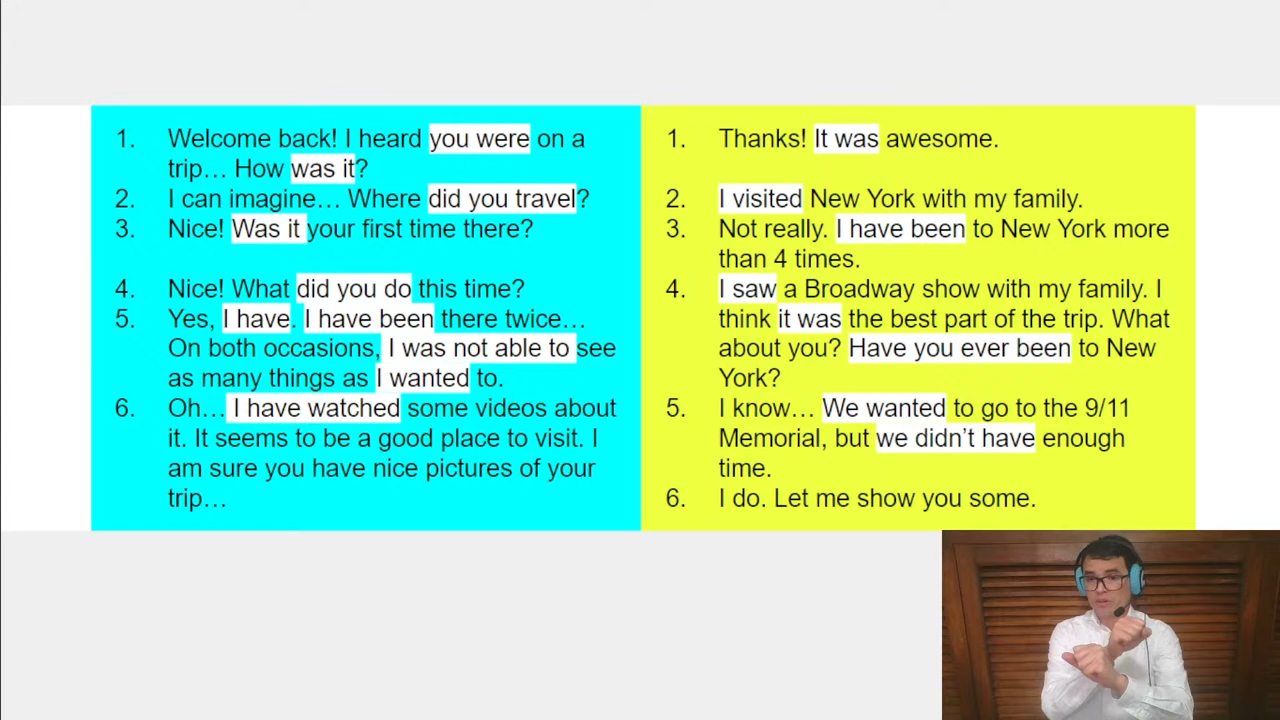 1. Welcome back! I heard you were on a
trip… How was it?
2. I can imagine… Where did you travel?
3. Nice! Was it your first time there?
4. Nice! What did you do this time?
5. Yes, I have. I have been there twice…
On both occasions, I was not able to see
as many things as I wanted to.
6. Oh… I have watched some videos about
it. It seems to be a good place to visit. I
am sure you have nice pictures of your
trip…
1. Thanks! It was awesome.
2. I visited New York with my family.
3. Not really. I have been to New York more
than 4 times.
4. I saw a Broadway show with my family. I
think it was the best part of the trip. What
about you? Have you ever been to New
York?
5. I know… We wanted to go to the 9/11
Memorial, but we didn’t have enough
time.
6. I do. Let me show you some.